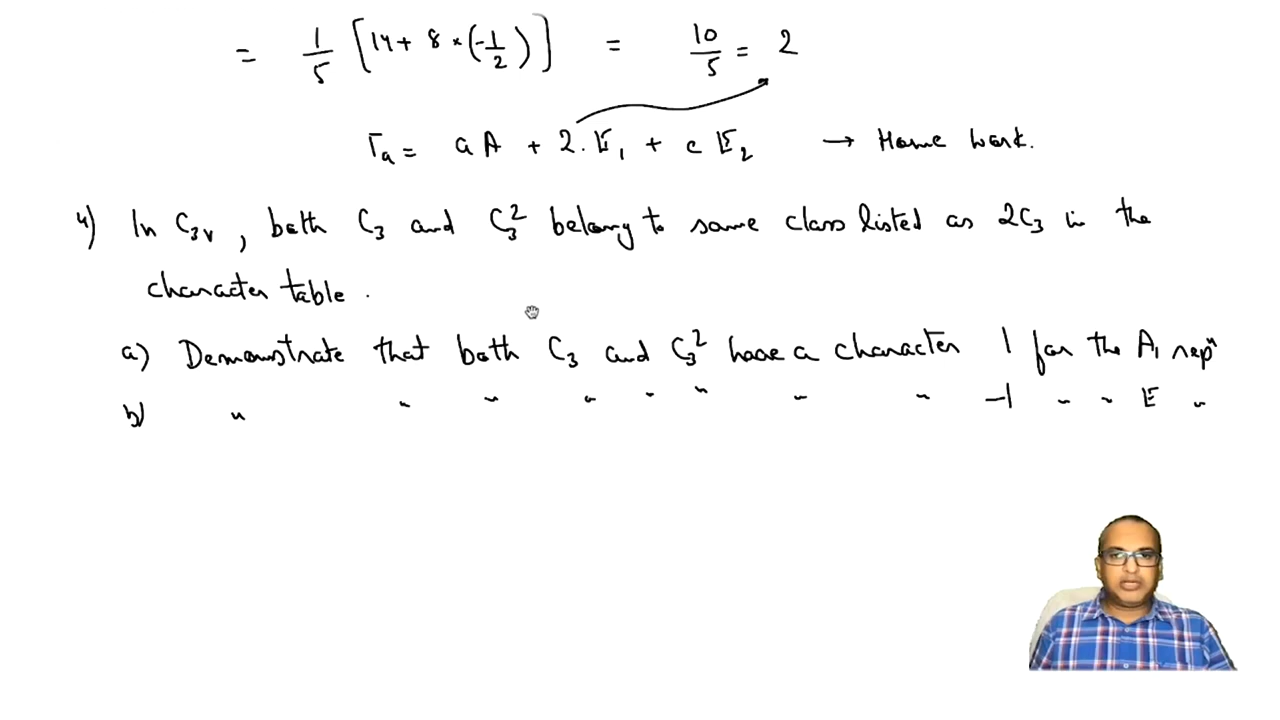 = 1/5 [14 + 8 × (-1/2)] = 10/5 = 2
Γa = a A + 2. E1 + c E2 → Home work.
4) In C3v, both C3 and C3² belong to same class listed as 2C3 in the
character table.
a) Demonstrate that both C3 and C3² have a character 1 for the A1 repⁿ
b) " " " " " " " " -1 " " E "